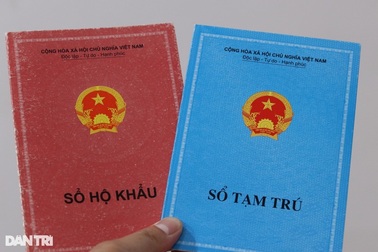 CỘNG HÒA XÃ HỘI CHỦ NGHĨA VIỆT NAM
Độc lập - Tự do - Hạnh phúc
SỔ HỘ KHẨU
CỘNG HÒA XÃ HỘI CHỦ NGHĨA VIỆT NAM
Độc lập - Tự do - Hạnh phúc
SỔ TẠM TRÚ
DANTRI